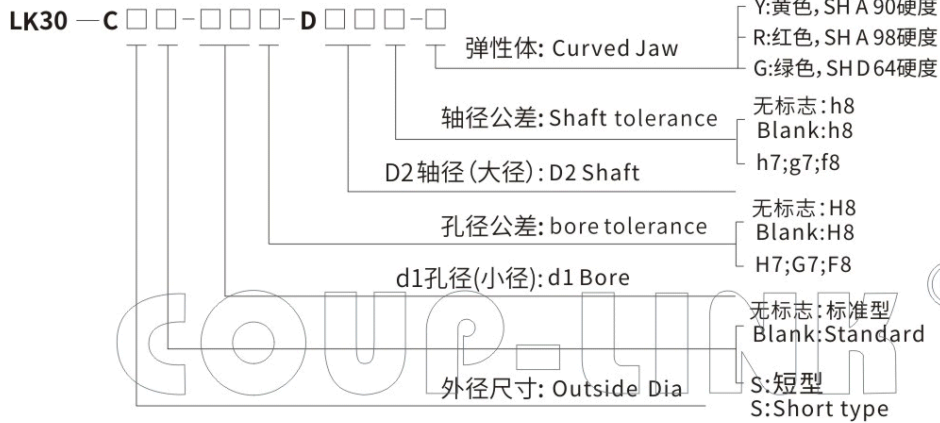 LK30 — C□□-□□□-D□□□-□
Y:黄色,SH A 90硬度
弹性体: Curved Jaw
R:红色,SH A 98硬度
G:绿色,SH D 64硬度
轴径公差: Shaft tolerance
无标志:h8
Blank:h8
h7;g7;f8
D2轴径(大径): D2 Shaft
孔径公差: bore tolerance
无标志:H8
Blank:H8
H7;G7;F8
d1孔径(小径): d1 Bore
COUP-LINK
无标志:标准型
Blank:Standard
外径尺寸: Outside Dia
S:短型
S:Short type